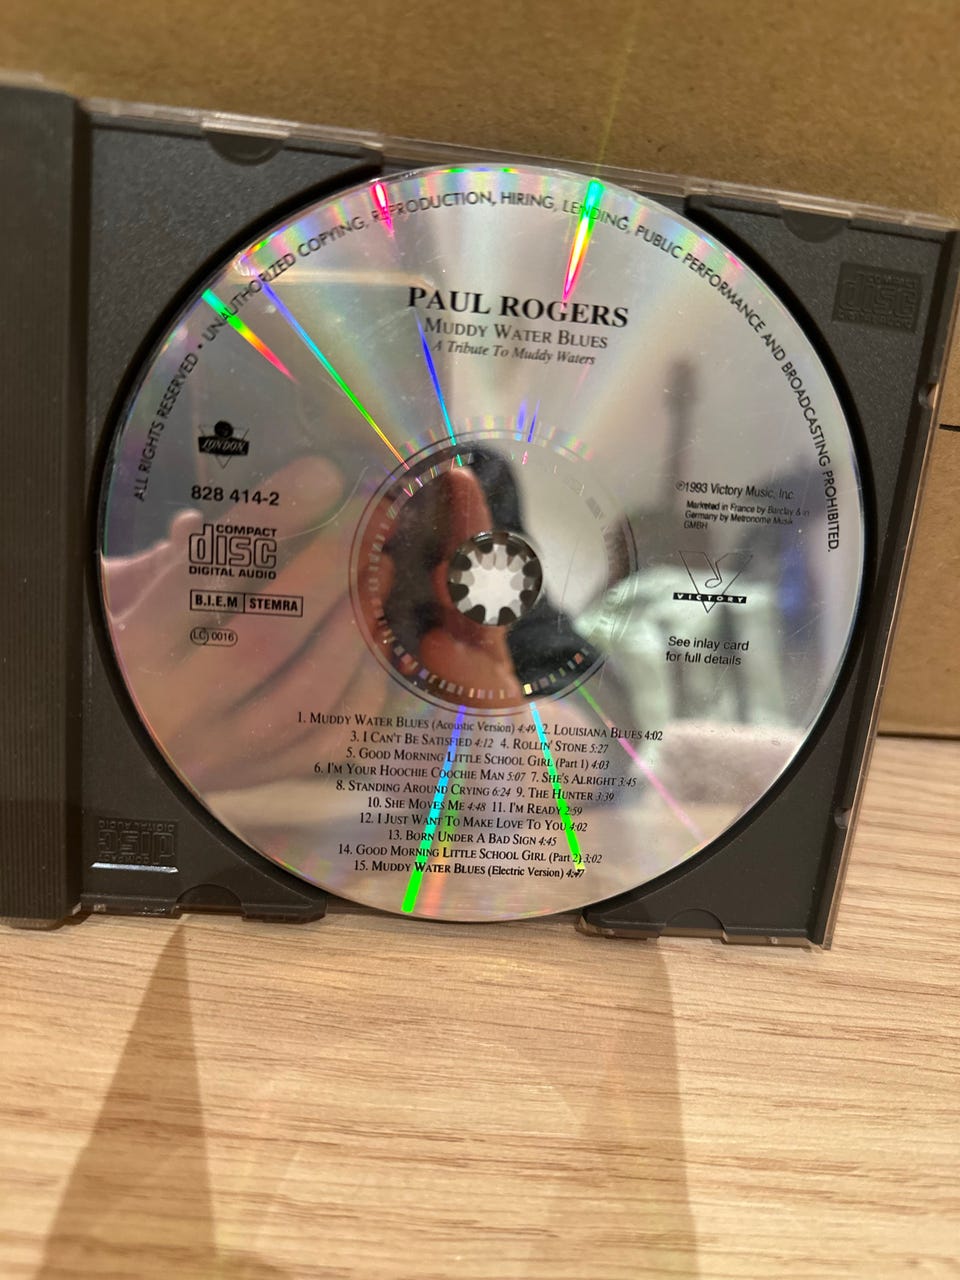 ALL RIGHTS RESERVED • UNAUTHORIZED COPYING, REPRODUCTION, HIRING, LENDING, PUBLIC PERFORMANCE AND BROADCASTING PROHIBITED.
PAUL ROGERS
MUDDY WATER BLUES
A Tribute To Muddy Waters
LONDON
828 414-2
COMPACT
disc
DIGITAL AUDIO
B.I.E.M STEMRA
LC 0016
℗1993 Victory Music, Inc.
Marketed in France by Barclay & in
Germany by Metronome Musik
GMBH
VICTORY
See inlay card
for full details
1. MUDDY WATER BLUES (Acoustic Version) 4:49 2. LOUISIANA BLUES 4:02
3. I CAN'T BE SATISFIED 4:12 4. ROLLIN' STONE 5:27
5. GOOD MORNING LITTLE SCHOOL GIRL (Part 1) 4:03
6. I'M YOUR HOOCHIE COOCHIE MAN 5:07 7. SHE'S ALRIGHT 3:45
8. STANDING AROUND CRYING 6:24 9. THE HUNTER 3:39
10. SHE MOVES ME 4:48 11. I'M READY 2:59
12. I JUST WANT TO MAKE LOVE TO YOU 4:02
13. BORN UNDER A BAD SIGN 4:45
14. GOOD MORNING LITTLE SCHOOL GIRL (Part 2) 3:02
15. MUDDY WATER BLUES (Electric Version) 4:47
COMPACT
disc
DIGITAL AUDIO